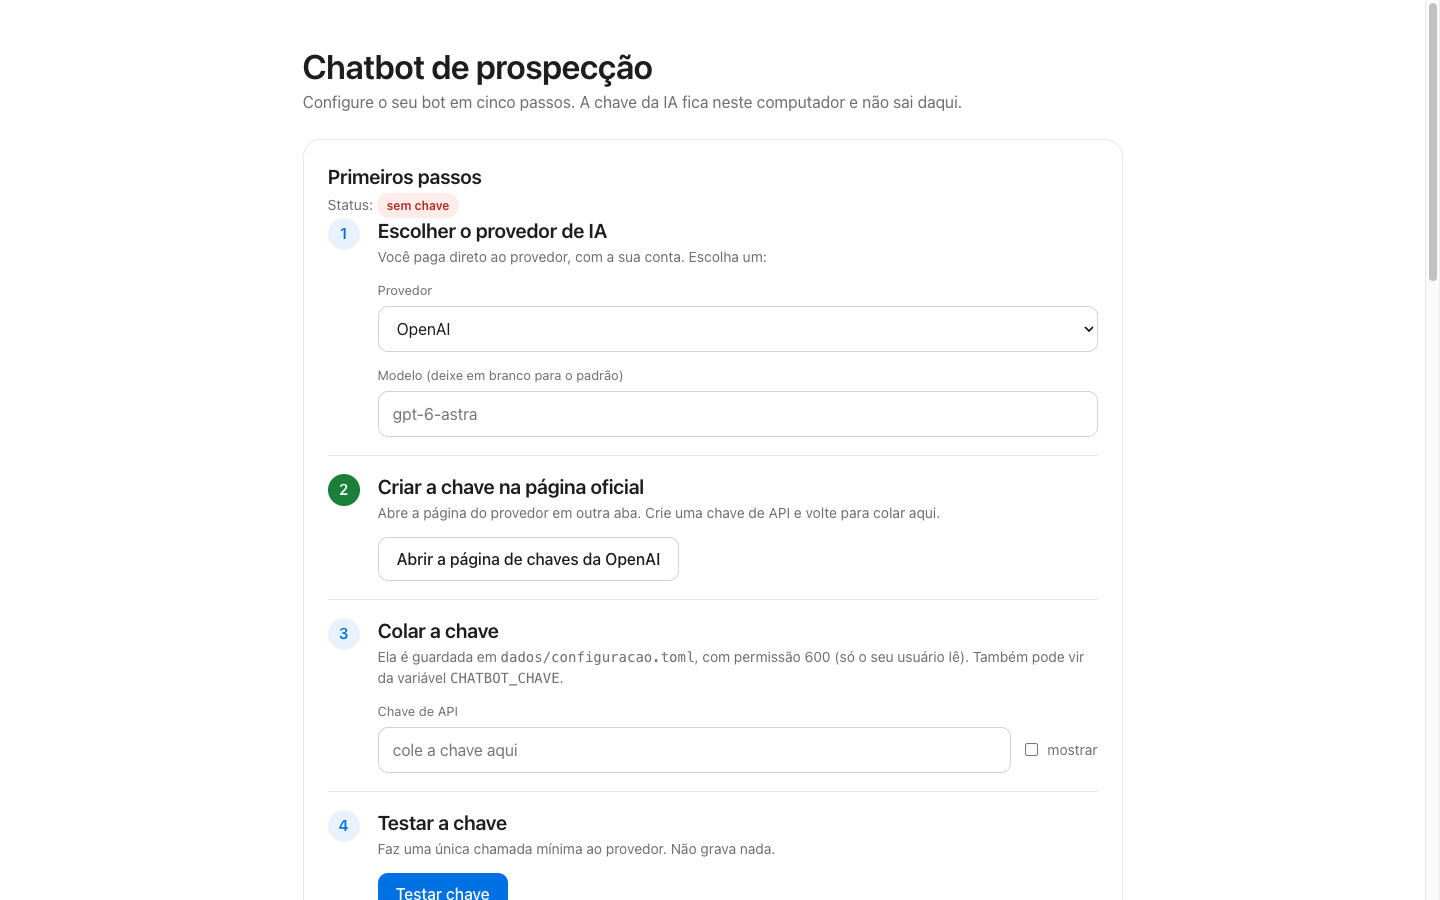 Chatbot de prospecção
Configure o seu bot em cinco passos. A chave da IA fica neste computador e não sai daqui.
Primeiros passos
Status: sem chave
1 Escolher o provedor de IA
Você paga direto ao provedor, com a sua conta. Escolha um:
Provedor
OpenAI
Modelo (deixe em branco para o padrão)
gpt-6-astra
2 Criar a chave na página oficial
Abre a página do provedor em outra aba. Crie uma chave de API e volte para colar aqui.
Abrir a página de chaves da OpenAI
3 Colar a chave
Ela é guardada em dados/configuracao.toml, com permissão 600 (só o seu usuário lê). Também pode vir
da variável CHATBOT_CHAVE.
Chave de API
cole a chave aqui mostrar
4 Testar a chave
Faz uma única chamada mínima ao provedor. Não grava nada.
Testar chave